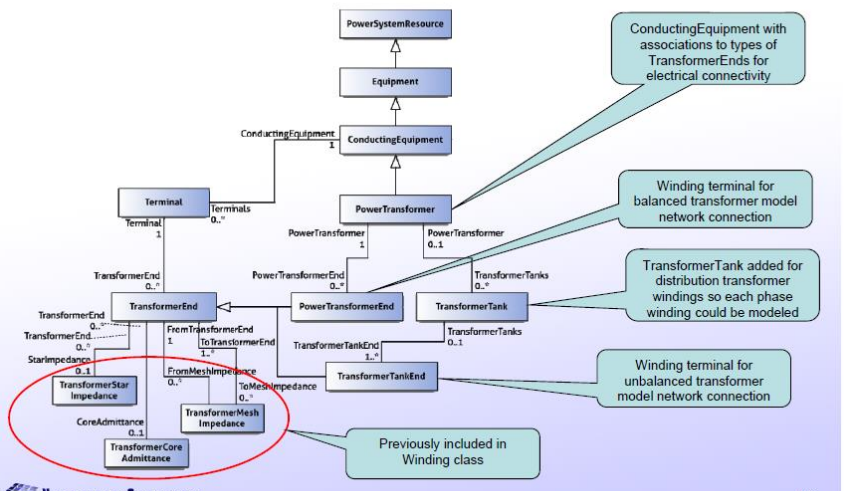 PowerSystemResource
ConductingEquipment with
associations to types of
TransformerEnds for
electrical connectivity
Equipment
ConductingEquipment
1
ConductingEquipment
Terminal
Terminals
0..*
PowerTransformer
Winding terminal for
balanced transformer model
network connection
Terminal
1
PowerTransformer
1
PowerTransformer
0..1
TransformerEnd
0..*
PowerTransformerEnd
0..*
TransformerTanks
0..*
TransformerTank added for
distribution transformer
windings so each phase
winding could be modeled
TransformerEnd
PowerTransformerEnd
TransformerTank
TransformerEnd
0..*
TransformerEnd
0..*
FromTransformerEnd
1
ToTransformerEnd
1..*
TransformerTanks
0..1
TransformerTankEnd
1..*
StarImpedance
0..1
FromMeshImpedance
0..*
ToMeshImpedance
0..*
TransformerTankEnd
Winding terminal for
unbalanced transformer
model network connection
TransformerStar
Impedance
TransformerMesh
Impedance
CoreAdmittance
0..1
TransformerCore
Admittance
Previously included in
Winding class